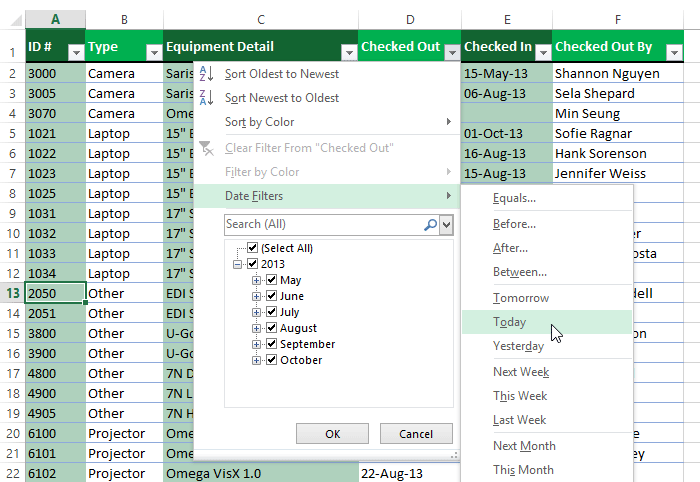 A B C D E F
1 ID # Type Equipment Detail Checked Out Checked In Checked Out By
2 3000 Camera Saris 15-May-13 Shannon Nguyen
3 3005 Camera Saris 06-Aug-13 Sela Shepard
4 3070 Camera Ome Min Seung
5 1021 Laptop 15" E 01-Oct-13 Sofie Ragnar
6 1022 Laptop 15" E 16-Aug-13 Hank Sorenson
7 1023 Laptop 15" E 15-Aug-13 Jennifer Weiss
8 1025 Laptop 15" E
9 1031 Laptop 17" S
10 1032 Laptop 17" S er
11 1033 Laptop 17" S osta
12 1034 Laptop 17" S
13 2050 Other EDI S dell
14 2051 Other EDI S
15 3800 Other U-Go on
16 3900 Other U-Go
17 4800 Other 7N D
18 4900 Other 7N L
19 4905 Other 7N H
20 6100 Projector Ome e
21 6101 Projector Ome ey
22 6102 Projector Omega VisX 1.0 22-Aug-13
Sort Oldest to Newest
Sort Newest to Oldest
Sort by Color
Clear Filter From "Checked Out"
Filter by Color
Date Filters
Search (All)
(Select All)
2013
May
June
July
August
September
October
OK Cancel
Equals...
Before...
After...
Between...
Tomorrow
Today
Yesterday
Next Week
This Week
Last Week
Next Month
This Month